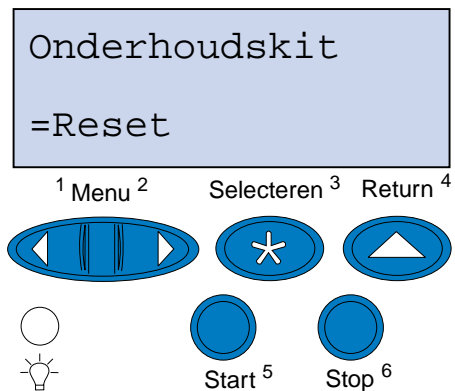 Onderhoudskit
=Reset
1 Menu 2 Selecteren 3 Return 4
Start 5 Stop 6